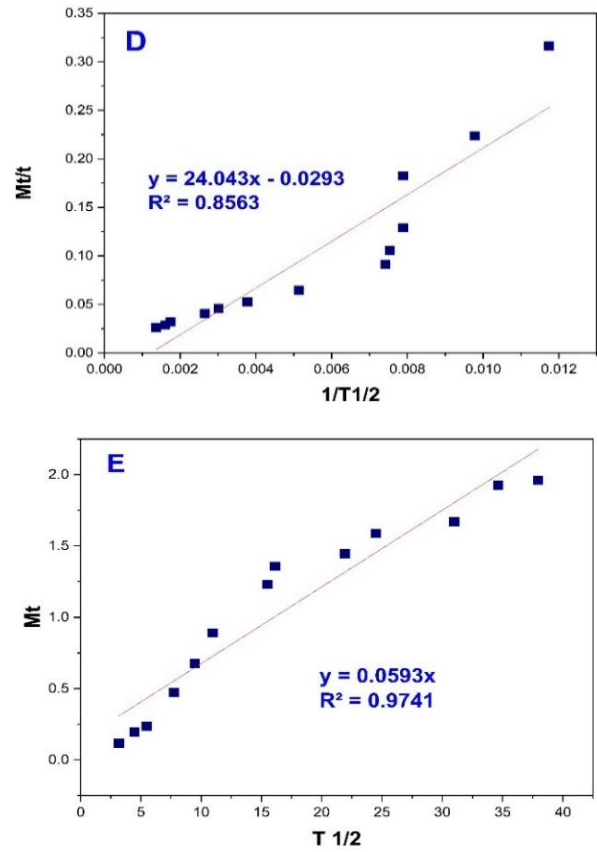 D
0.35
0.30
0.25
0.20
0.15
0.10
0.05
0.00
Mt/t
y = 24.043x - 0.0293
R² = 0.8563
0.000 0.002 0.004 0.006 0.008 0.010 0.012
1/T1/2
E
2.0
1.5
1.0
0.5
0.0
Mt
y = 0.0593x
R² = 0.9741
0 5 10 15 20 25 30 35 40
T 1/2